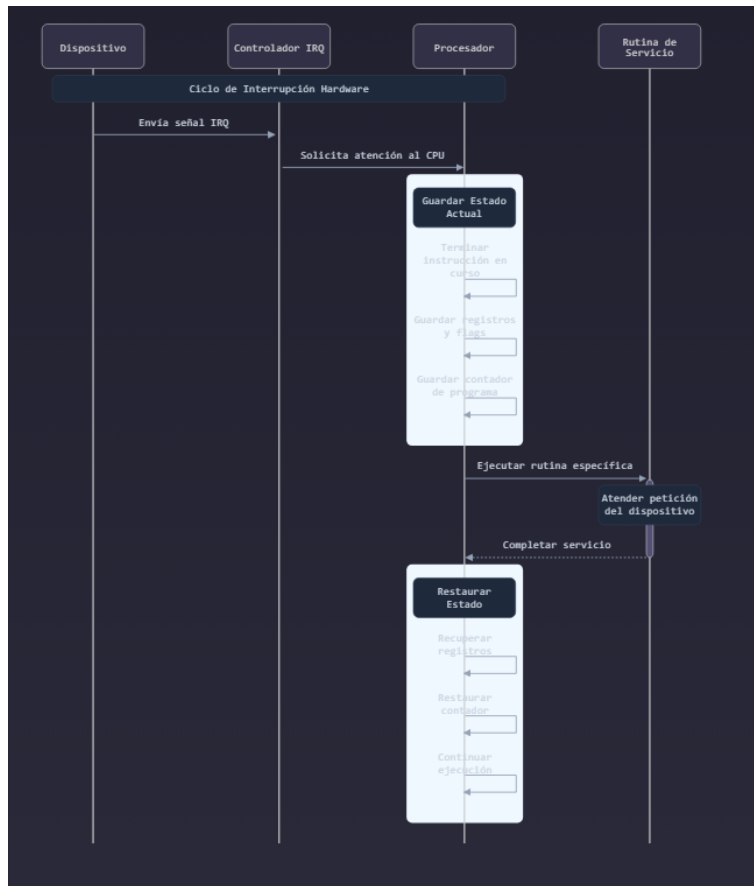 Dispositivo
Controlador IRQ
Procesador
Rutina de
Servicio
Ciclo de Interrupción Hardware
Envía señal IRQ
Solicita atención al CPU
Guardar Estado
Actual
Terminar
instrucción en
curso
Guardar registros
y flags
Guardar contador
de programa
Ejecutar rutina específica
Atender petición
del dispositivo
Completar servicio
Restaurar
Estado
Recuperar
registros
Restaurar
contador
Continuar
ejecución